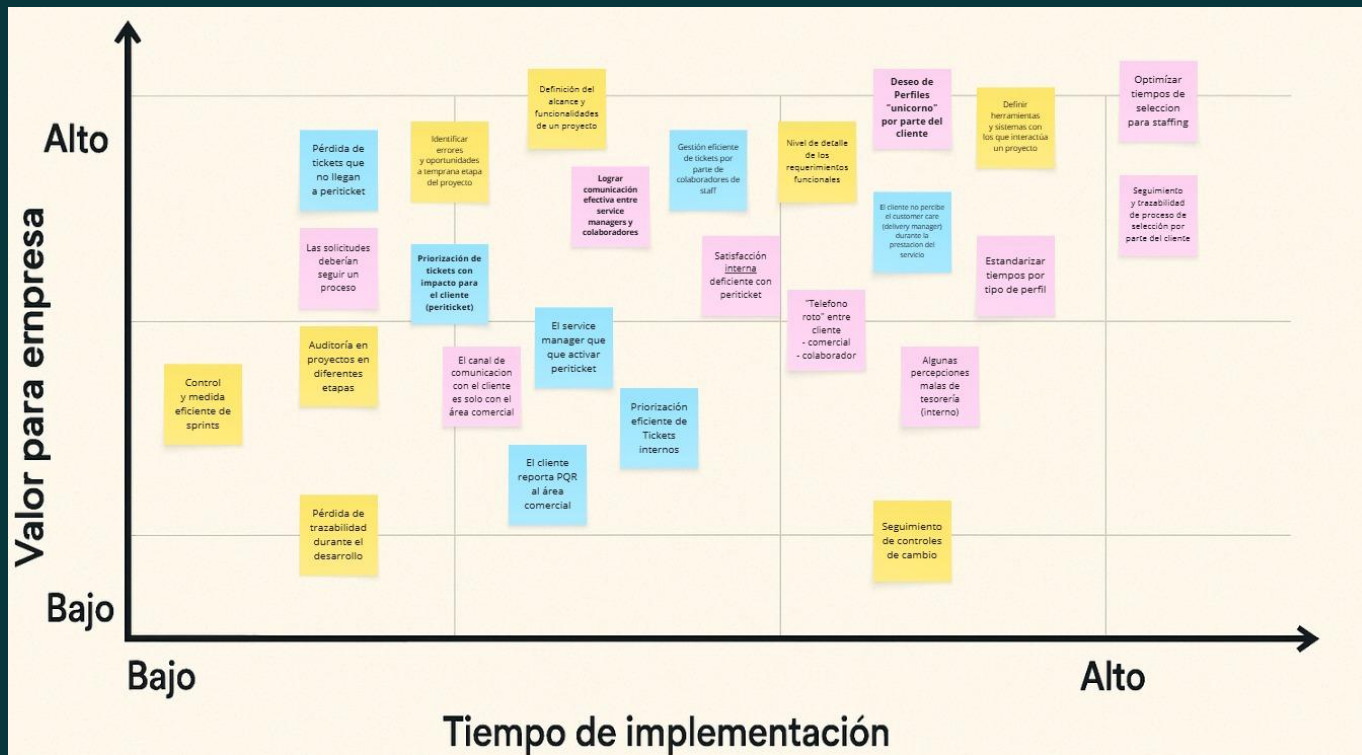 Alto
Valor para empresa
Bajo
Bajo
Alto
Tiempo de implementación
Pérdida de
tickets que
no llegan
a periticket
Identificar
errores
y oportunidades
a temprana etapa
del proyecto
Definición del
alcance y
funcionalidades
de un proyecto
Lograr
comunicación
efectiva entre
service
managers y
colaboradores
Gestión eficiente
de tickets por
parte de
colaboradores de
staff
Nivel de detalle
de los
requerimientos
funcionales
Deseo de
Perfiles
"unicorno"
por parte del
cliente
Definir
herramientas
y sistemas con
los que interactúa
un proyecto
Optimízar
tiempos de
seleccion
para staffing
Las solicitudes
deberían
seguir un
proceso
Priorización de
tickets con
impacto para
el cliente
(periticket)
Satisfacción
interna
deficiente con
periticket
El cliente no percibe
el customer care
(delivery manager)
durante la
prestacion del
servicio
Estandarizar
tiempos por
tipo de perfil
Seguimiento
y trazabilidad
de proceso de
selección por
parte del cliente
"Telefono
roto" entre
cliente
- comercial
- colaborador
Control
y medida
eficiente de
sprints
Auditoría en
proyectos en
diferentes
etapas
El canal de
comunicacion
con el cliente
es solo con el
área comercial
El service
manager que
que activar
periticket
Priorización
eficiente de
Tickets
internos
Algunas
percepciones
malas de
tesorería
(interno)
El cliente
reporta PQR
al área
comercial
Pérdida de
trazabilidad
durante el
desarrollo
Seguimiento
de controles
de cambio